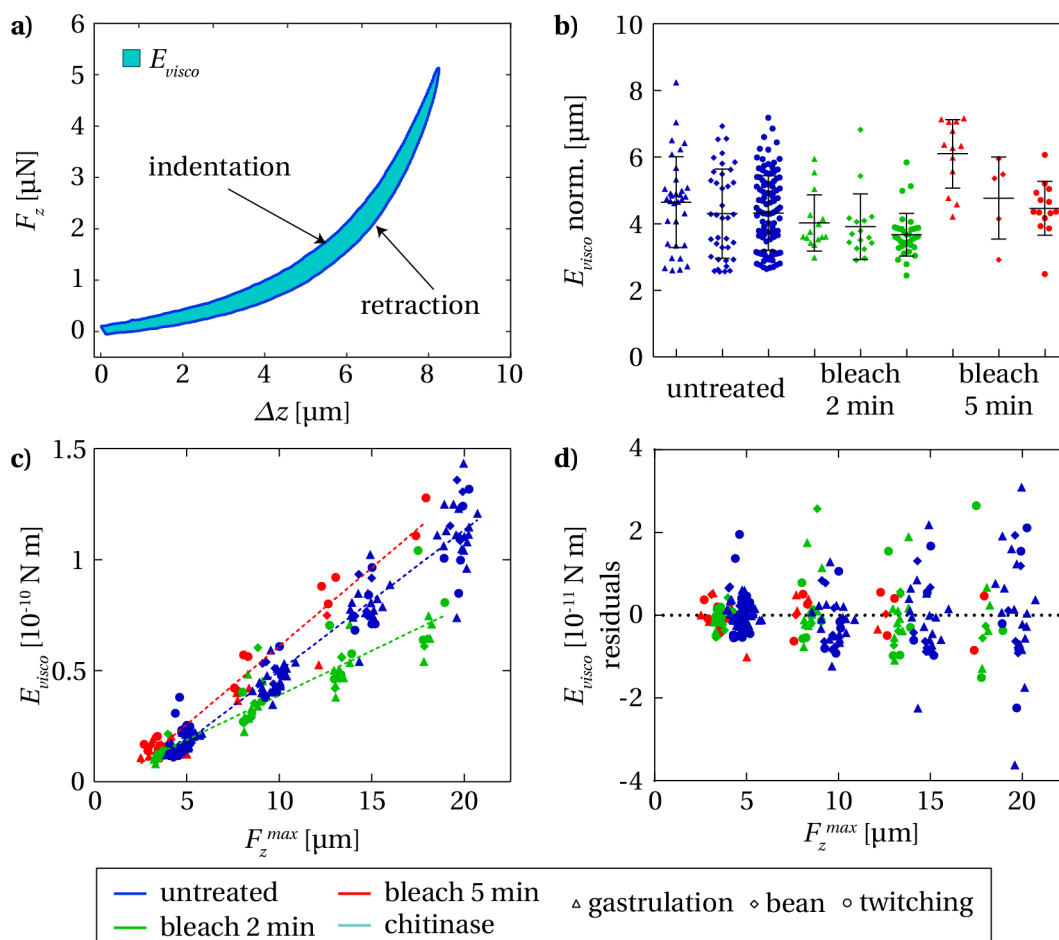 a)
F_z [µN]
6
5
4
3
2
1
0
E_visco
indentation
retraction
0 2 4 6 8 10
Δz [µm]
b)
E_visco norm. [µm]
10
8
6
4
2
0
untreated
bleach
2 min
bleach
5 min
c)
E_visco [10^-10 N m]
1.5
1
0.5
0
0 5 10 15 20
F_z^max [µm]
d)
E_visco [10^-11 N m]
residuals
4
2
0
-2
-4
0 5 10 15 20
F_z^max [µm]
untreated
bleach 2 min
bleach 5 min
chitinase
gastrulation
bean
twitching